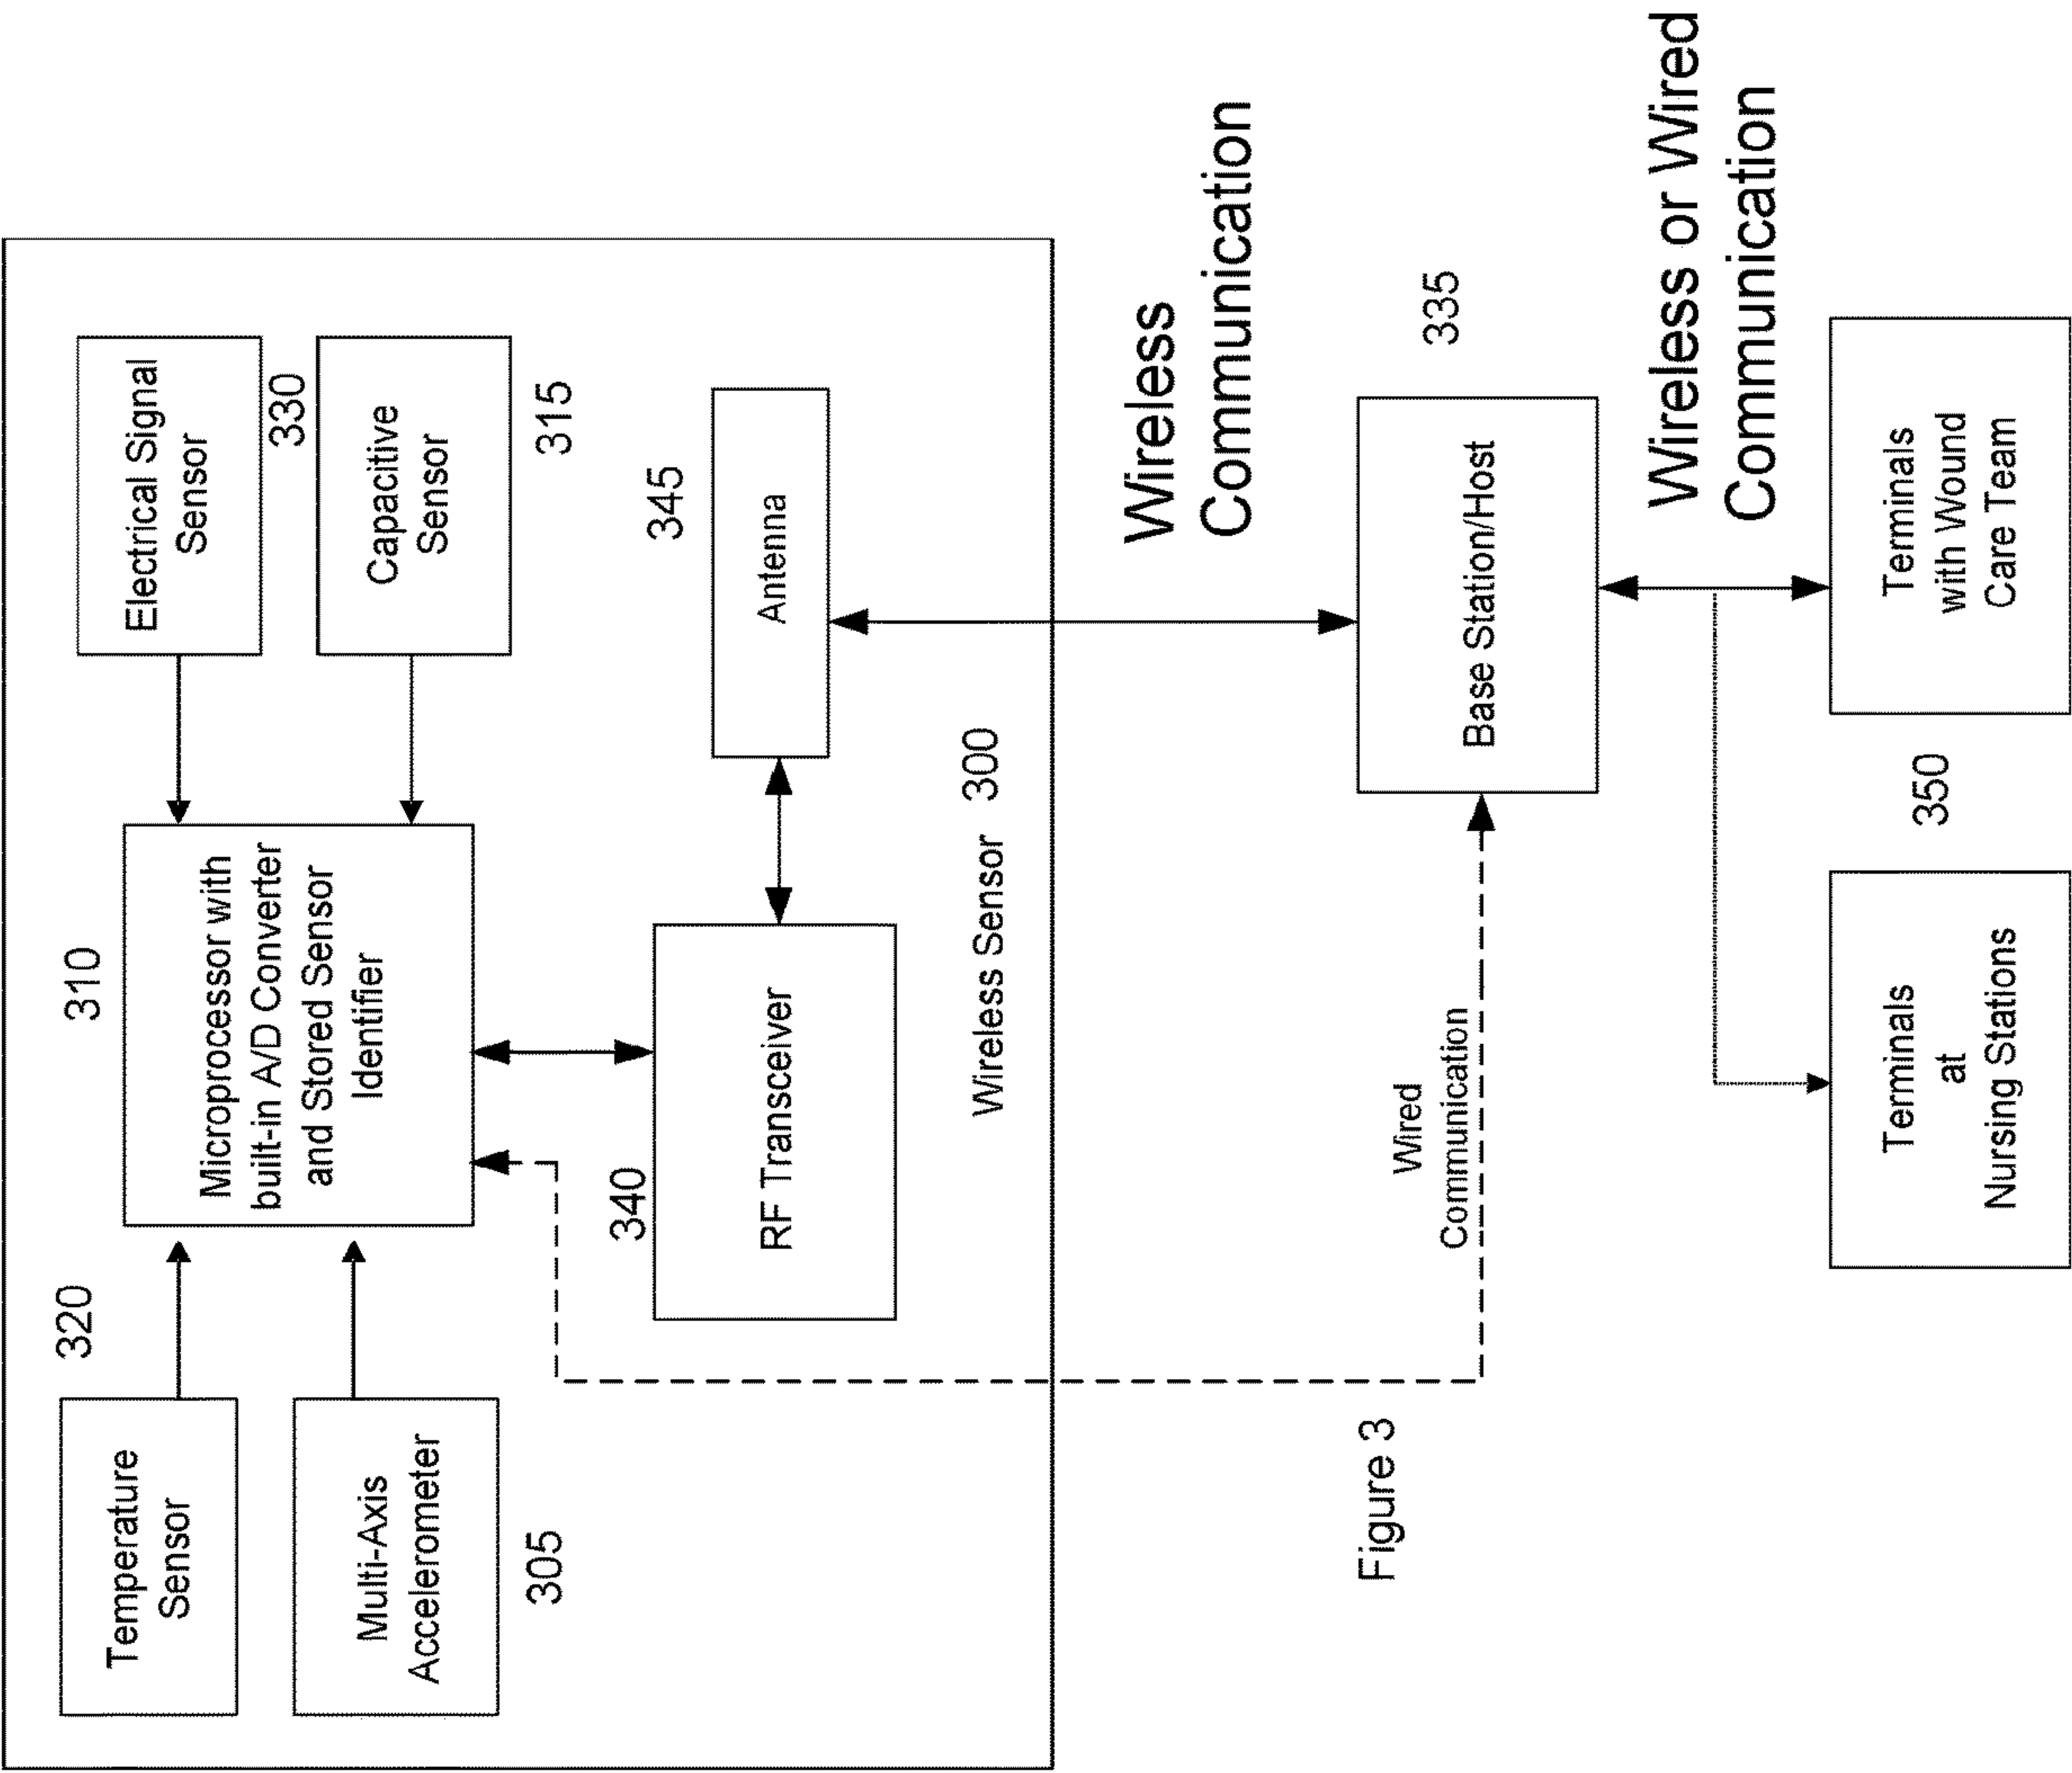 320
310
Temperature
Sensor
Microprocessor with
built-in A/D Converter
and Stored Sensor
Identifier
Electrical Signal
Sensor
330
Multi-Axis
Accelerometer
305
Capacitive
Sensor
315
340
RF Transceiver
345
Antenna
Wireless Sensor 300
Wireless
Communication
Wired
Communication
335
Base Station/Host
Figure 3
Wireless or Wired
Communication
Terminals
at
Nursing Stations
350
Terminals
with Wound
Care Team